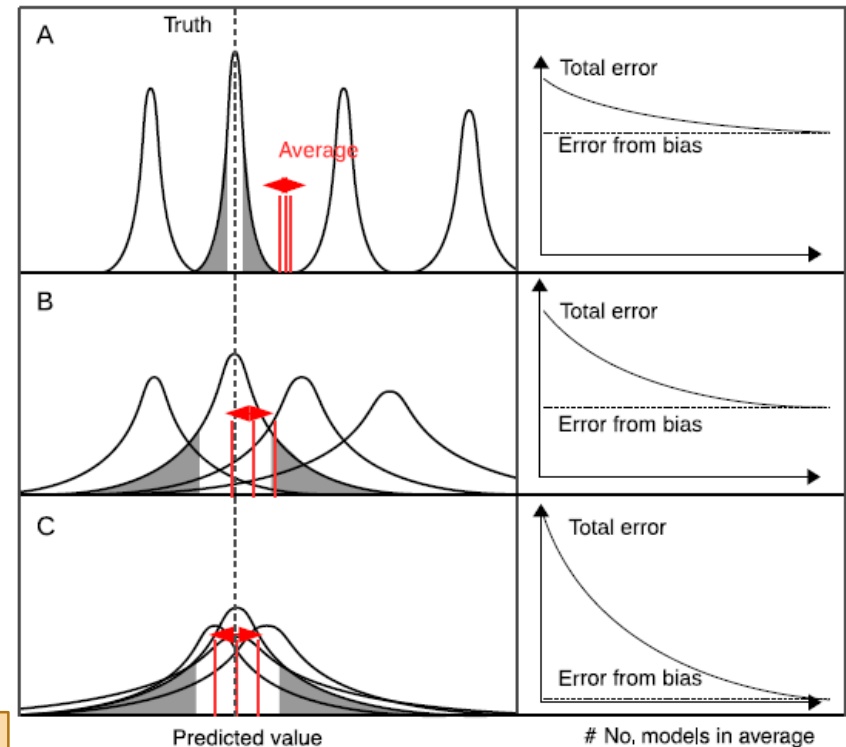 A
Truth
Average
Total error
Error from bias
B
Total error
Error from bias
C
Total error
Error from bias
Predicted value
# No, models in average